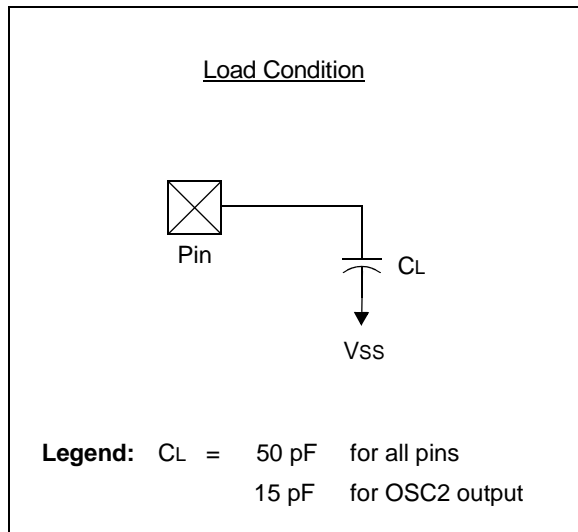 Load Condition
Pin
CL
VSS
Legend: CL = 50 pF for all pins
15 pF for OSC2 output